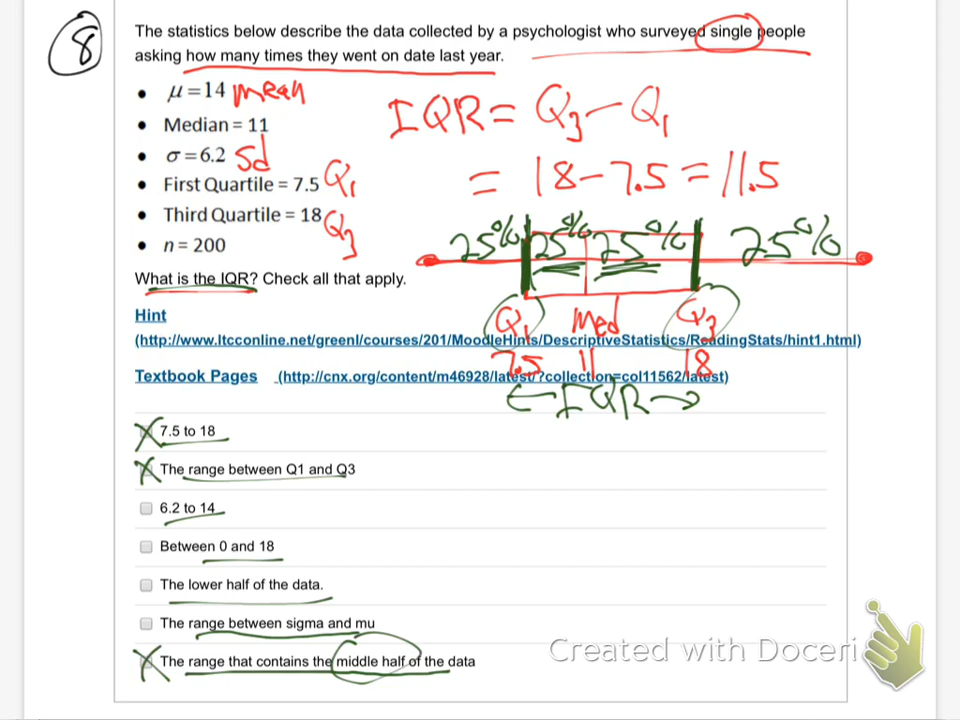 8
The statistics below describe the data collected by a psychologist who surveyed single people
asking how many times they went on date last year.
• μ=14 mean
• Median = 11
• σ=6.2 sd
• First Quartile = 7.5 Q1
• Third Quartile = 18 Q3
• n = 200
IQR = Q3 - Q1
= 18-7.5 = 11.5
25% 25% 25% 25%
What is the IQR? Check all that apply.
Q1 Med Q3
Hint
(http://www.ltcconline.net/greenl/courses/201/MoodleHints/DescriptiveStatistics/ReadingStats/hint1.html)
7.5 11 18
Textbook Pages (http://cnx.org/content/m46928/latest/?collection=col11562/latest)
←IQR→
X 7.5 to 18
X The range between Q1 and Q3
6.2 to 14
Between 0 and 18
The lower half of the data.
The range between sigma and mu
X The range that contains the middle half of the data
Created with Doceri